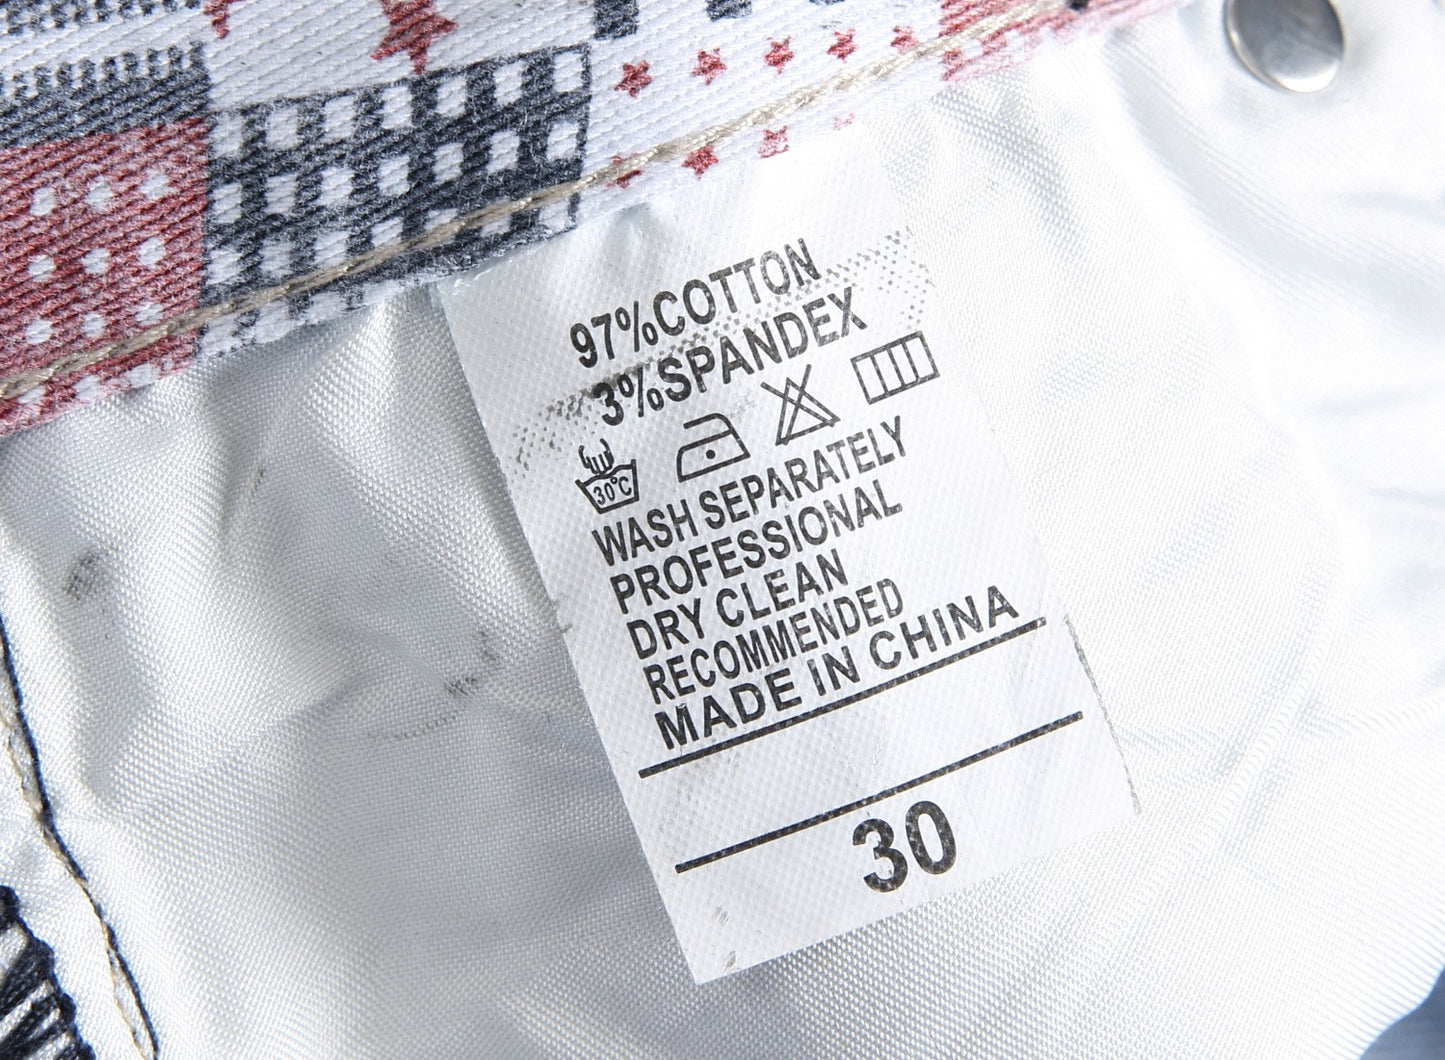 97%COTTON
3%SPANDEX
30°C
WASH SEPARATELY
PROFESSIONAL
DRY CLEAN
RECOMMENDED
MADE IN CHINA
30